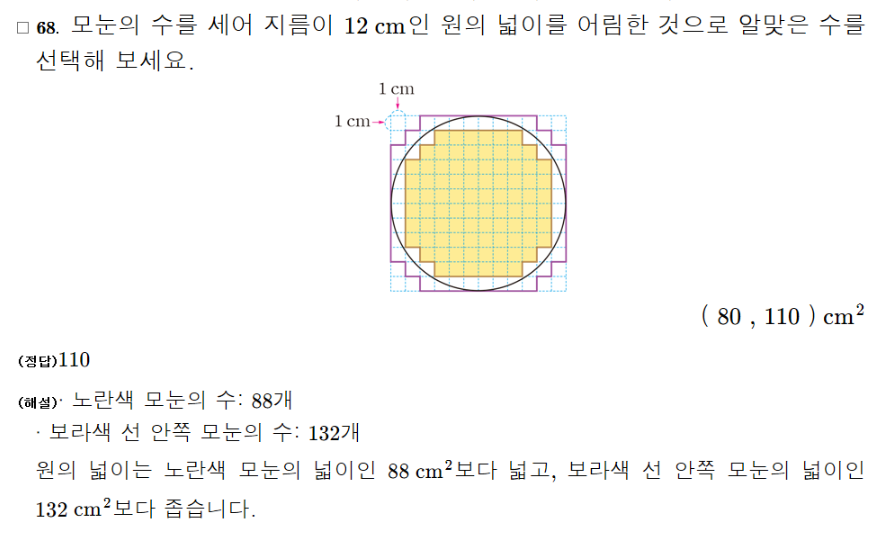 □ 68. 모눈의 수를 세어 지름이 12 cm인 원의 넓이를 어림한 것으로 알맞은 수를
선택해 보세요.
1 cm
1 cm
( 80 , 110 ) cm²
(정답)110
(해설)· 노란색 모눈의 수: 88개
· 보라색 선 안쪽 모눈의 수: 132개
원의 넓이는 노란색 모눈의 넓이인 88 cm²보다 넓고, 보라색 선 안쪽 모눈의 넓이인
132 cm²보다 좁습니다.